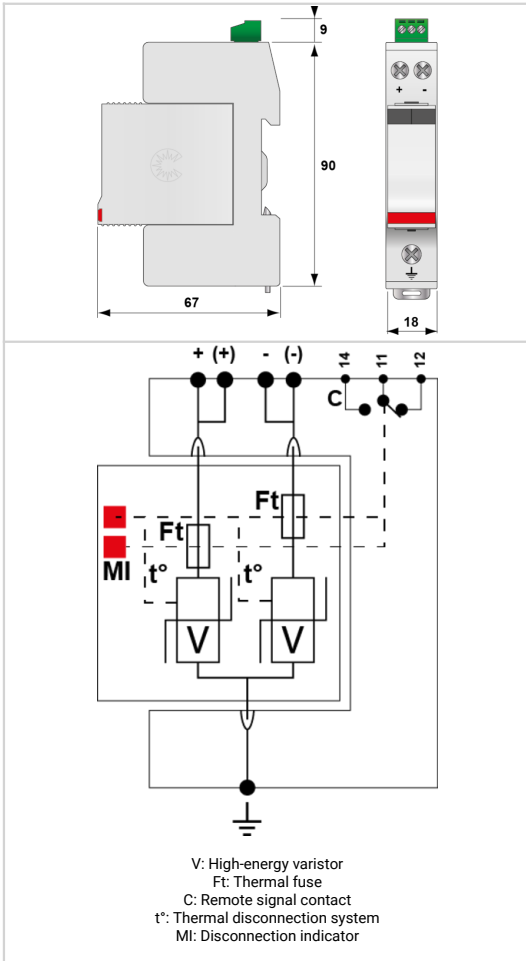 9
+ -
90
67
18
+ (+) - (-) 14 11 12
C
Ft
Ft
MI t° t°
V V
V: High-energy varistor
Ft: Thermal fuse
C: Remote signal contact
t°: Thermal disconnection system
MI: Disconnection indicator